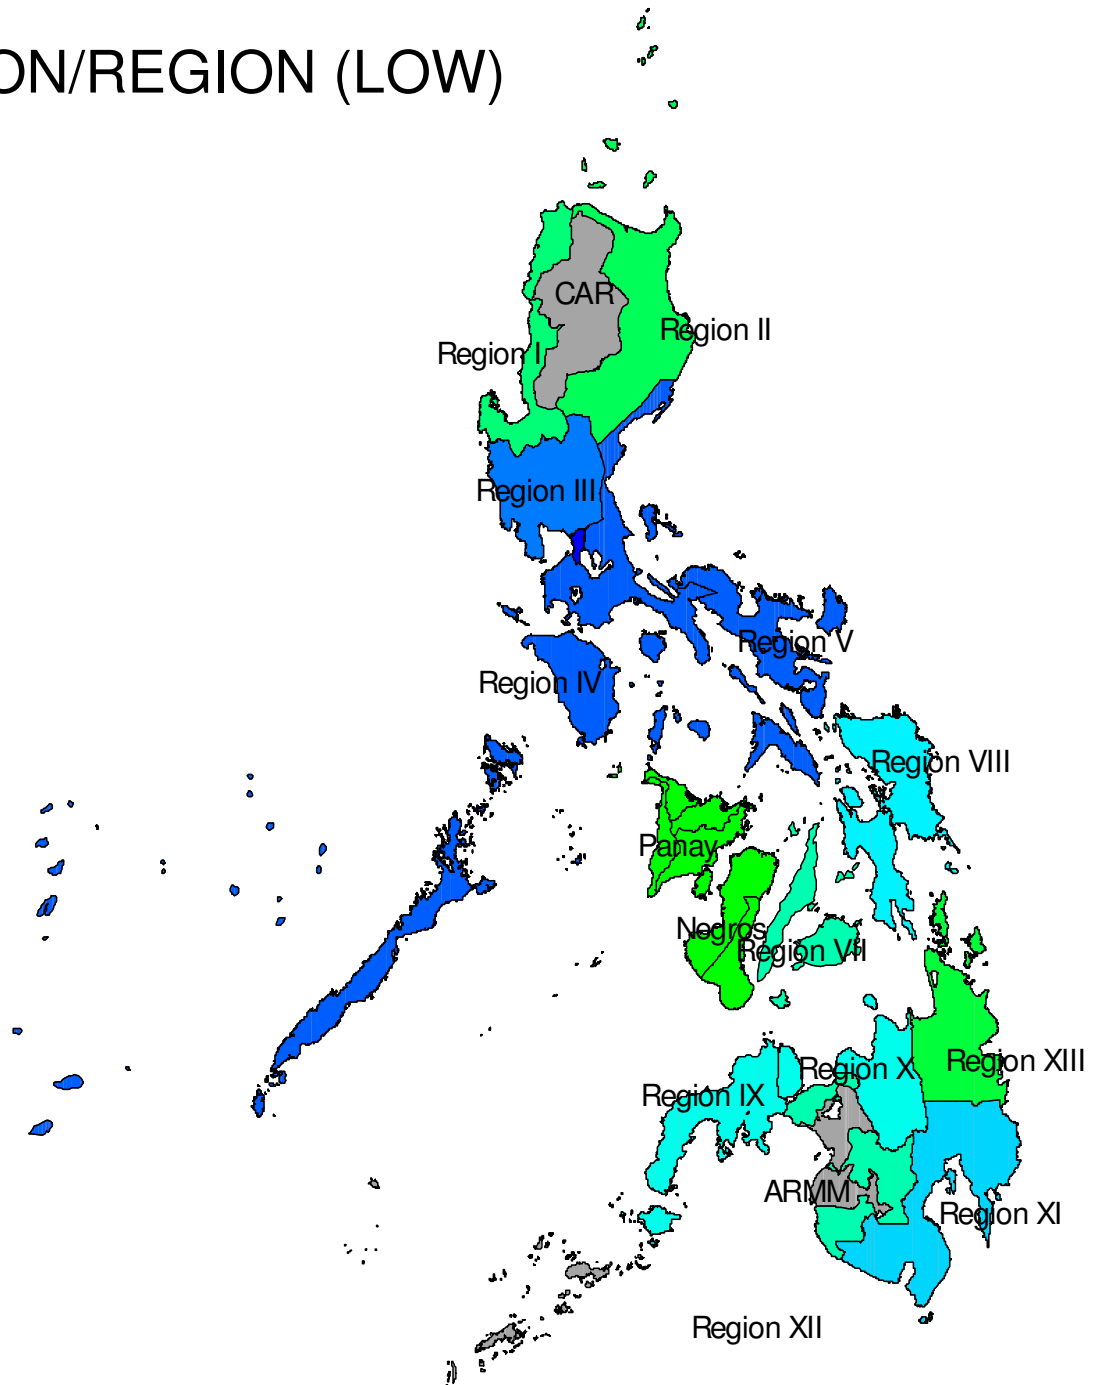 ON/REGION (LOW)
CAR
Region II
Region I
Region III
Region V
Region IV
Region VIII
Panay
Negros
Region VII
Region XIII
Region X
Region IX
ARMM
Region XI
Region XII